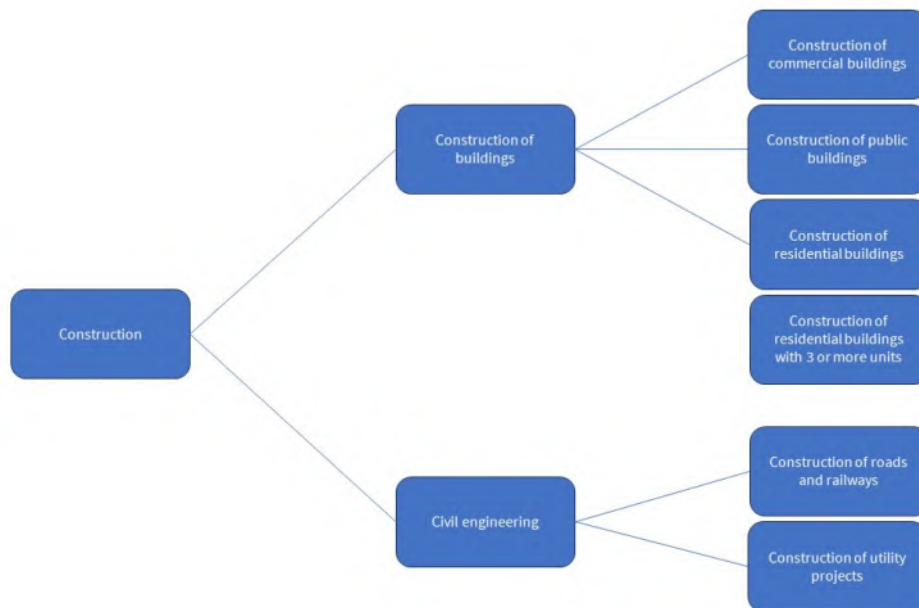 Construction of
commercial buildings
Construction of
buildings
Construction of public
buildings
Construction of
residential buildings
Construction
Construction of
residential buildings
with 3 or more units
Construction of roads
and railways
Civil engineering
Construction of utility
projects